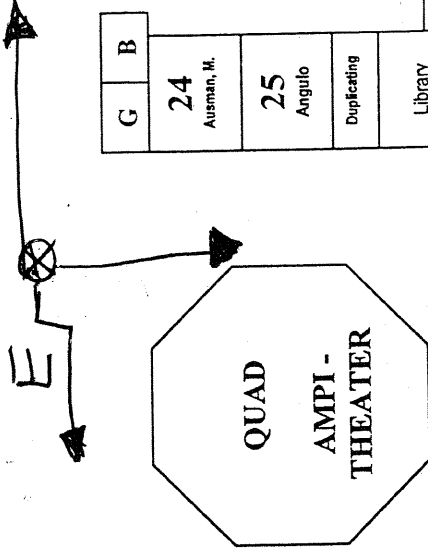 E
G
B
24
Ausman, M.
25
Angulo
Duplicating
Library
QUAD
AMPI -
THEATER